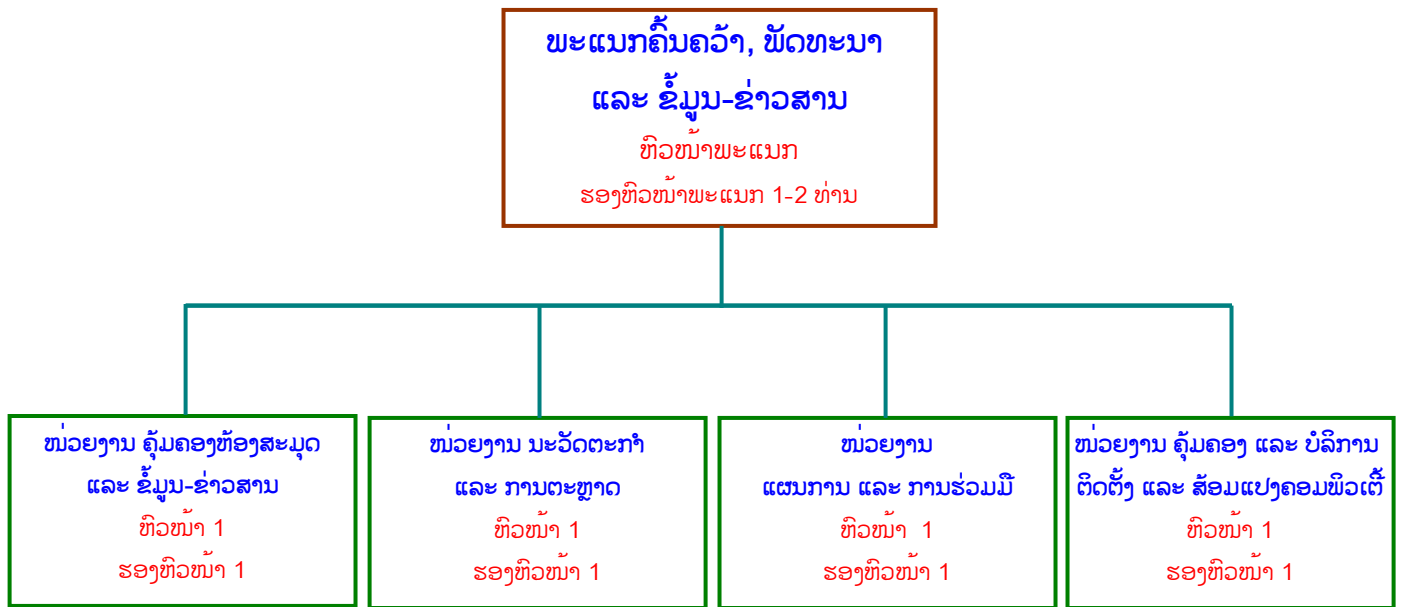 ພະແນກຄົ້ນຄວ້າ, ພັດທະນາ
ແລະ ຂໍ້ມູນ-ຂ່າວສານ
ຫົວໜ້າພະແນກ
ຮອງຫົວໜ້າພະແນກ 1-2 ທ່ານ
ໜ່ວຍງານ ຄຸ້ມຄອງຫ້ອງສະມຸດ
ແລະ ຂໍ້ມູນ-ຂ່າວສານ
ຫົວໜ້າ 1
ຮອງຫົວໜ້າ 1
ໜ່ວຍງານ ນະວັດຕະກຳ
ແລະ ການຕະຫຼາດ
ຫົວໜ້າ 1
ຮອງຫົວໜ້າ 1
ໜ່ວຍງານ
ແຜນການ ແລະ ການຮ່ວມມື
ຫົວໜ້າ 1
ຮອງຫົວໜ້າ 1
ໜ່ວຍງານ ຄຸ້ມຄອງ ແລະ ບໍລິການ
ຕິດຕັ້ງ ແລະ ສ້ອມແປງຄອມພິວເຕີ້
ຫົວໜ້າ 1
ຮອງຫົວໜ້າ 1